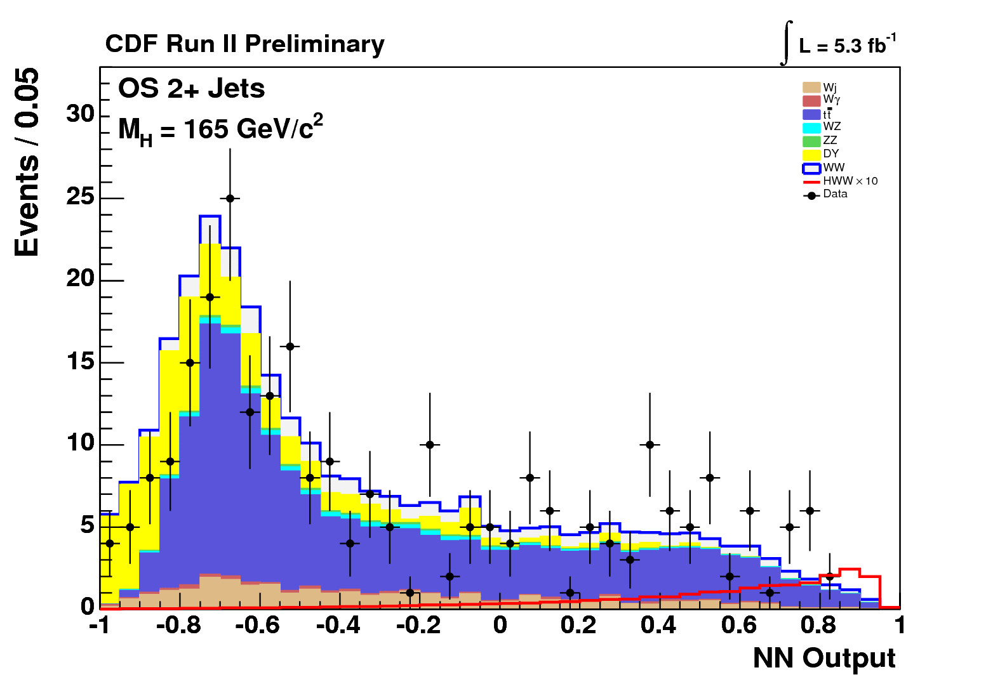 CDF Run II Preliminary
∫ L = 5.3 fb⁻¹
Events / 0.05
OS 2+ Jets
M_H = 165 GeV/c²
Wj
Wγ
tt̄
WZ
ZZ
DY
WW
HWW × 10
Data
30
25
20
15
10
5
0
-1 -0.8 -0.6 -0.4 -0.2 0 0.2 0.4 0.6 0.8 1
NN Output